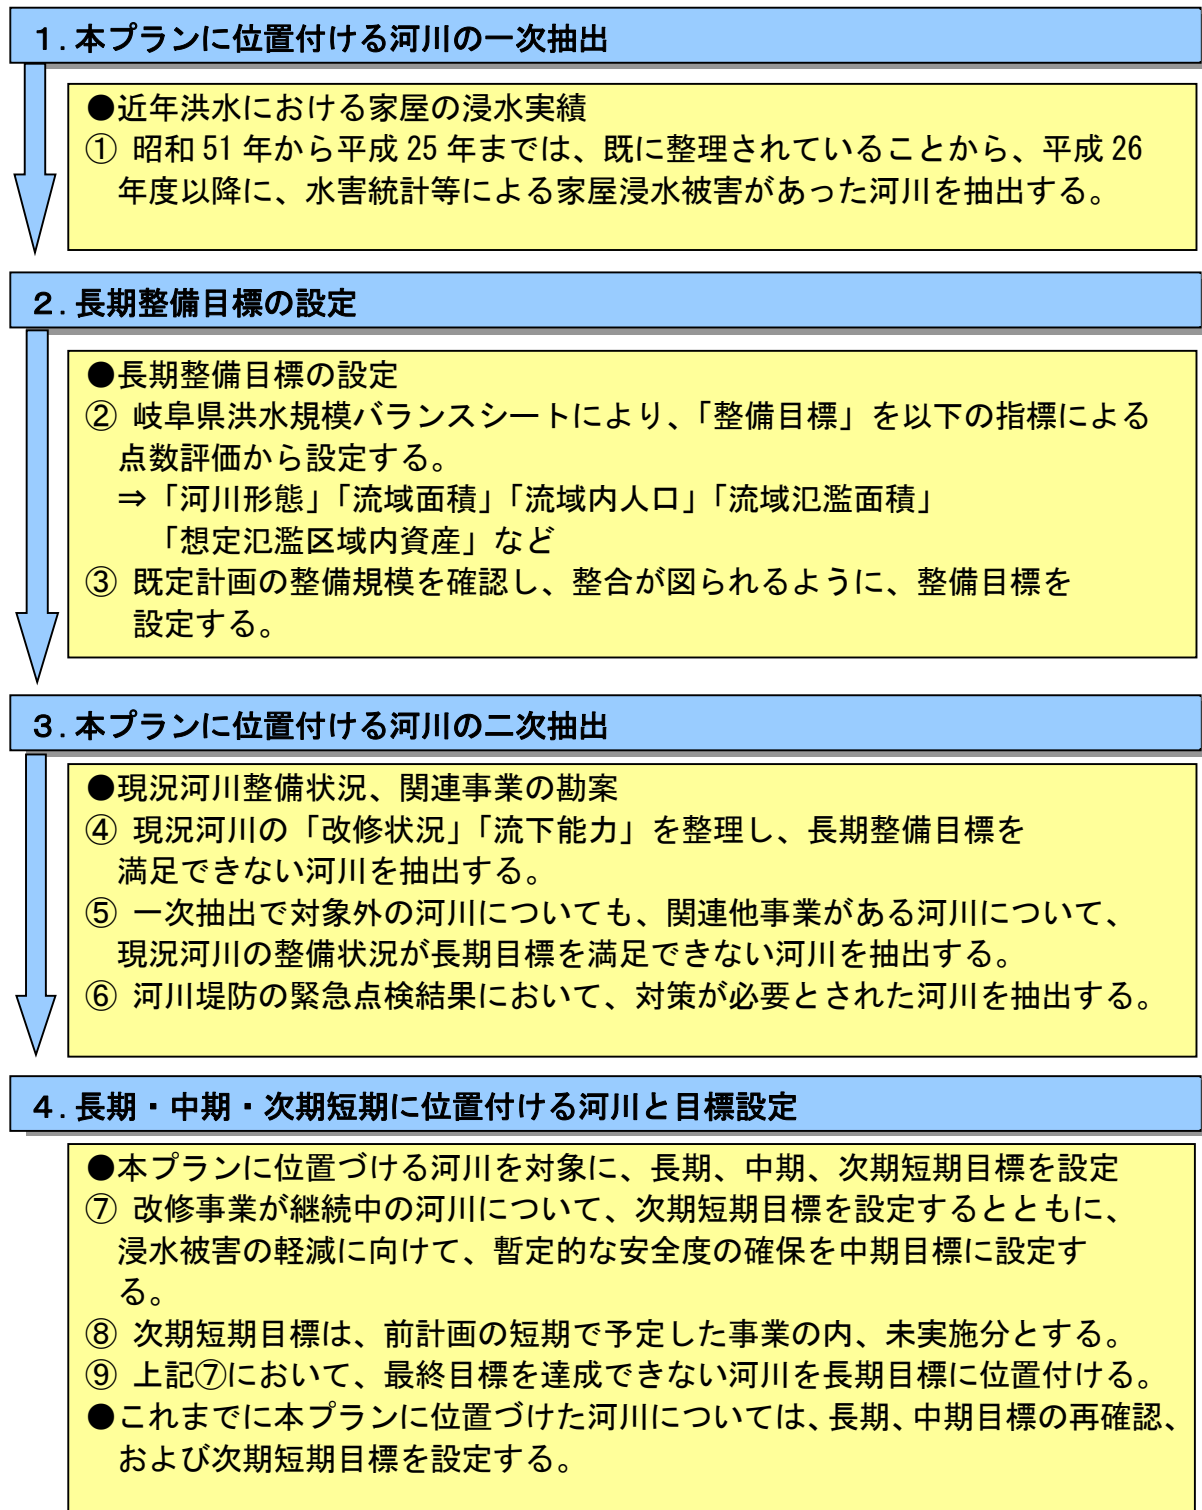 １. 本プランに位置付ける河川の一次抽出
●近年洪水における家屋の浸水実績
① 昭和 51 年から平成 25 年までは、既に整理されていることから、平成 26
年度以降に、水害統計等による家屋浸水被害があった河川を抽出する。
２. 長期整備目標の設定
●長期整備目標の設定
② 岐阜県洪水規模バランスシートにより、「整備目標」を以下の指標による
点数評価から設定する。
⇒「河川形態」「流域面積」「流域内人口」「流域氾濫面積」
「想定氾濫区域内資産」など
③ 既定計画の整備規模を確認し、整合が図られるように、整備目標を
設定する。
３. 本プランに位置付ける河川の二次抽出
●現況河川整備状況、関連事業の勘案
④ 現況河川の「改修状況」「流下能力」を整理し、長期整備目標を
満足できない河川を抽出する。
⑤ 一次抽出で対象外の河川についても、関連他事業がある河川について、
現況河川の整備状況が長期目標を満足できない河川を抽出する。
⑥ 河川堤防の緊急点検結果において、対策が必要とされた河川を抽出する。
４. 長期・中期・次期短期に位置付ける河川と目標設定
●本プランに位置づける河川を対象に、長期、中期、次期短期目標を設定
⑦ 改修事業が継続中の河川について、次期短期目標を設定するとともに、
浸水被害の軽減に向けて、暫定的な安全度の確保を中期目標に設定す
る。
⑧ 次期短期目標は、前計画の短期で予定した事業の内、未実施分とする。
⑨ 上記⑦において、最終目標を達成できない河川を長期目標に位置付ける。
●これまでに本プランに位置づけた河川については、長期、中期目標の再確認、
および次期短期目標を設定する。